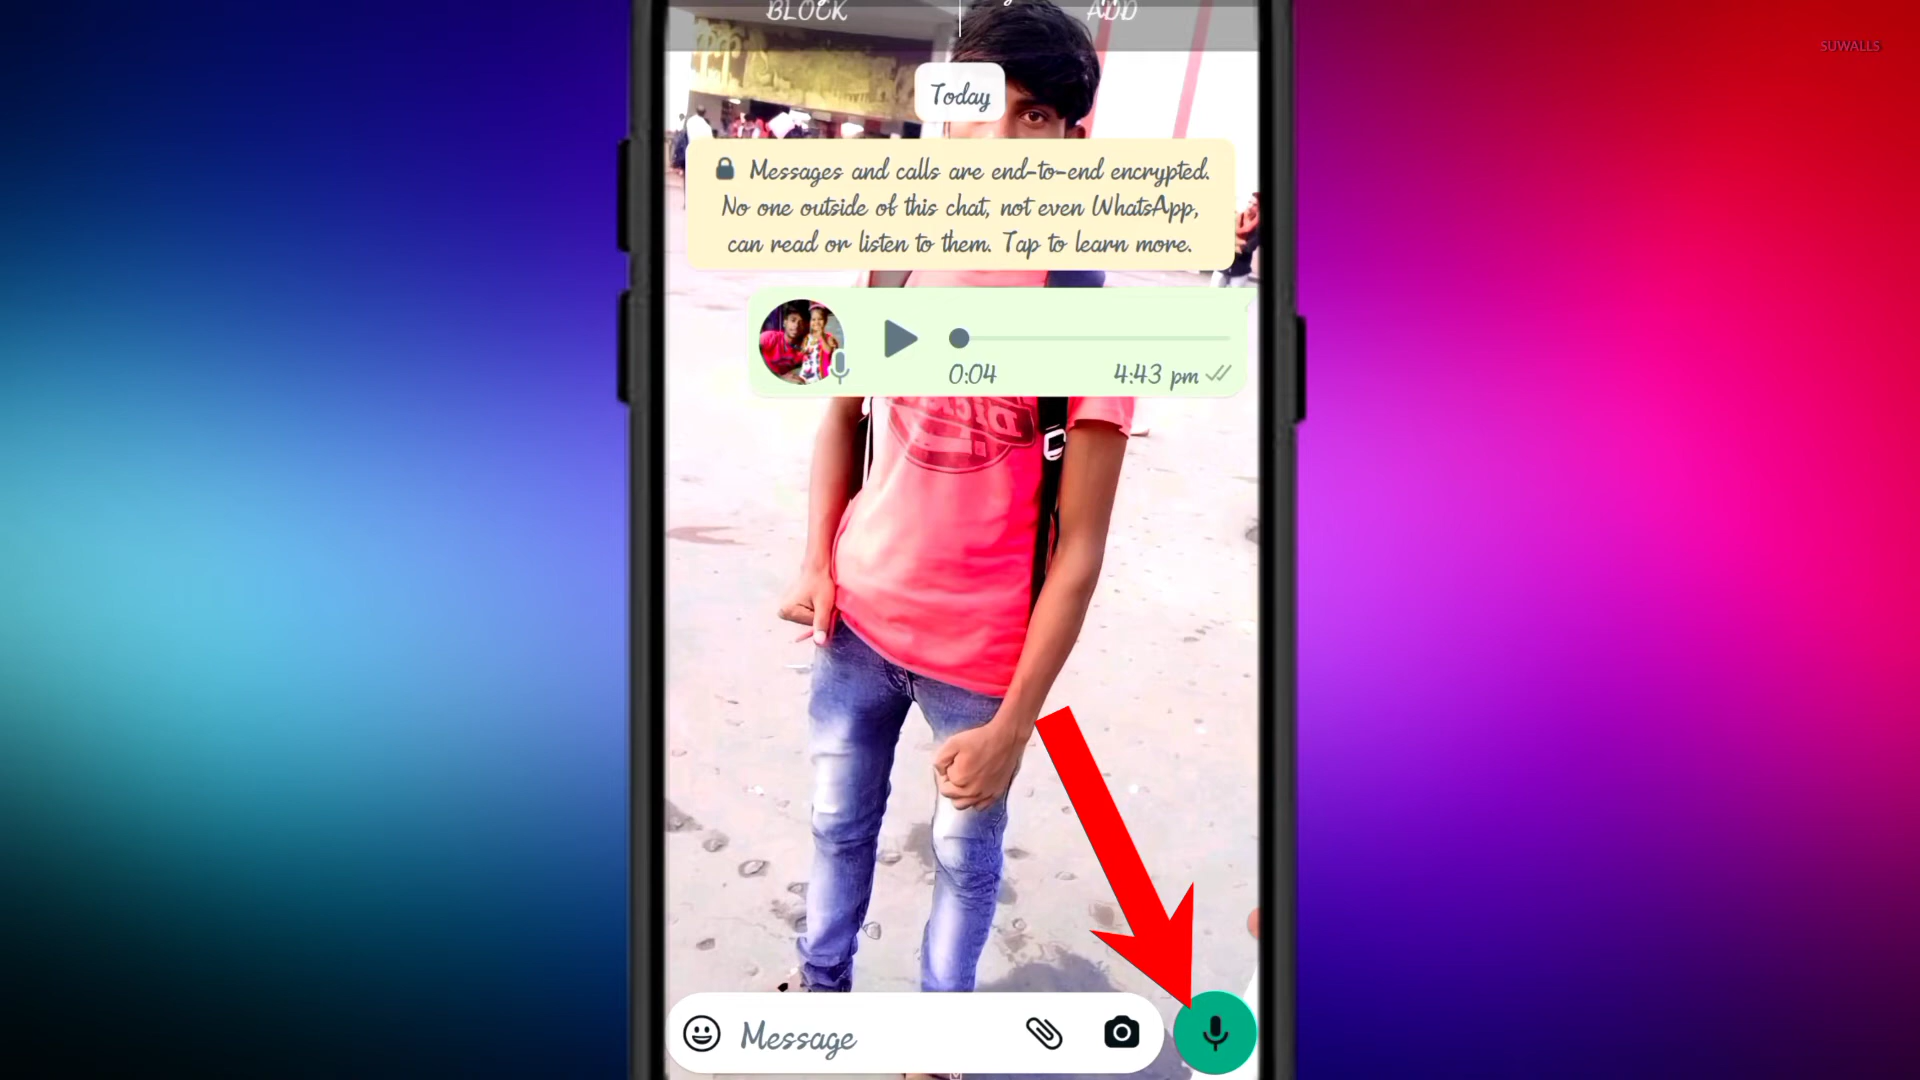 BLOCK
ADD
SUWALLS
Today
Messages and calls are end-to-end encrypted.
No one outside of this chat, not even WhatsApp,
can read or listen to them. Tap to learn more.
0:04
4:43 pm
Message